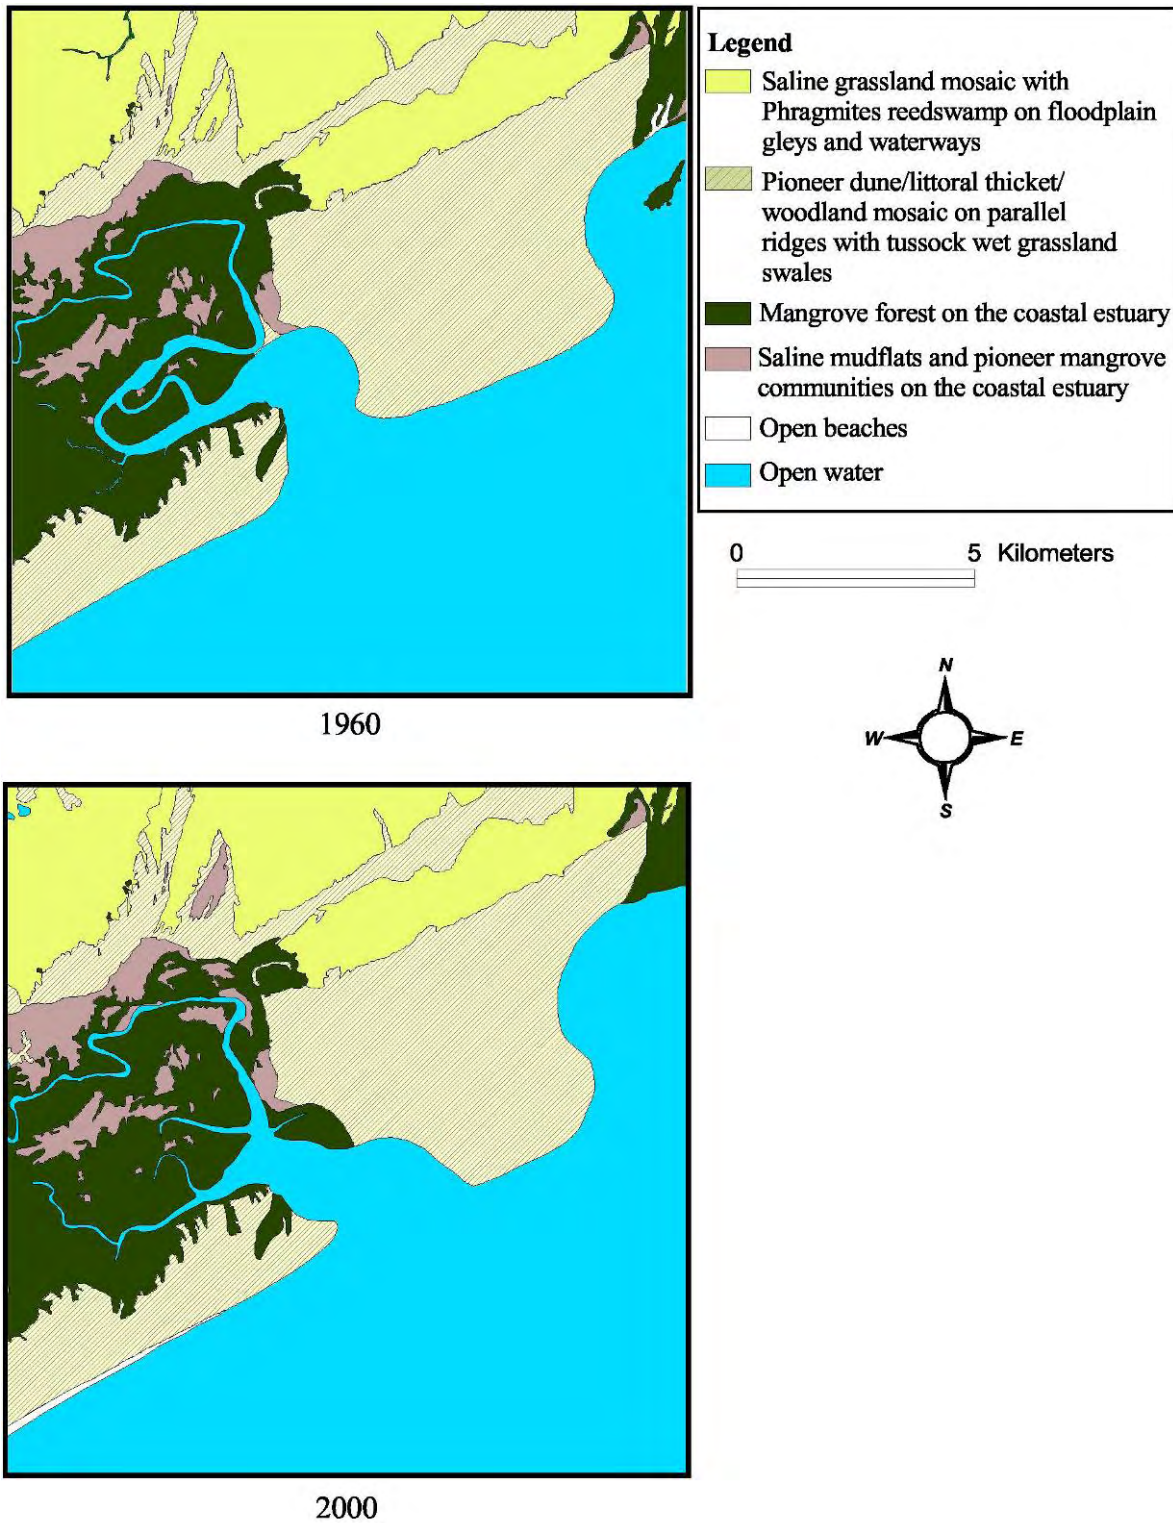 Legend
Saline grassland mosaic with
Phragmites reedswamp on floodplain
gleys and waterways
Pioneer dune/littoral thicket/
woodland mosaic on parallel
ridges with tussock wet grassland
swales
Mangrove forest on the coastal estuary
Saline mudflats and pioneer mangrove
communities on the coastal estuary
Open beaches
Open water
0 5 Kilometers
N
W E
S
1960
2000